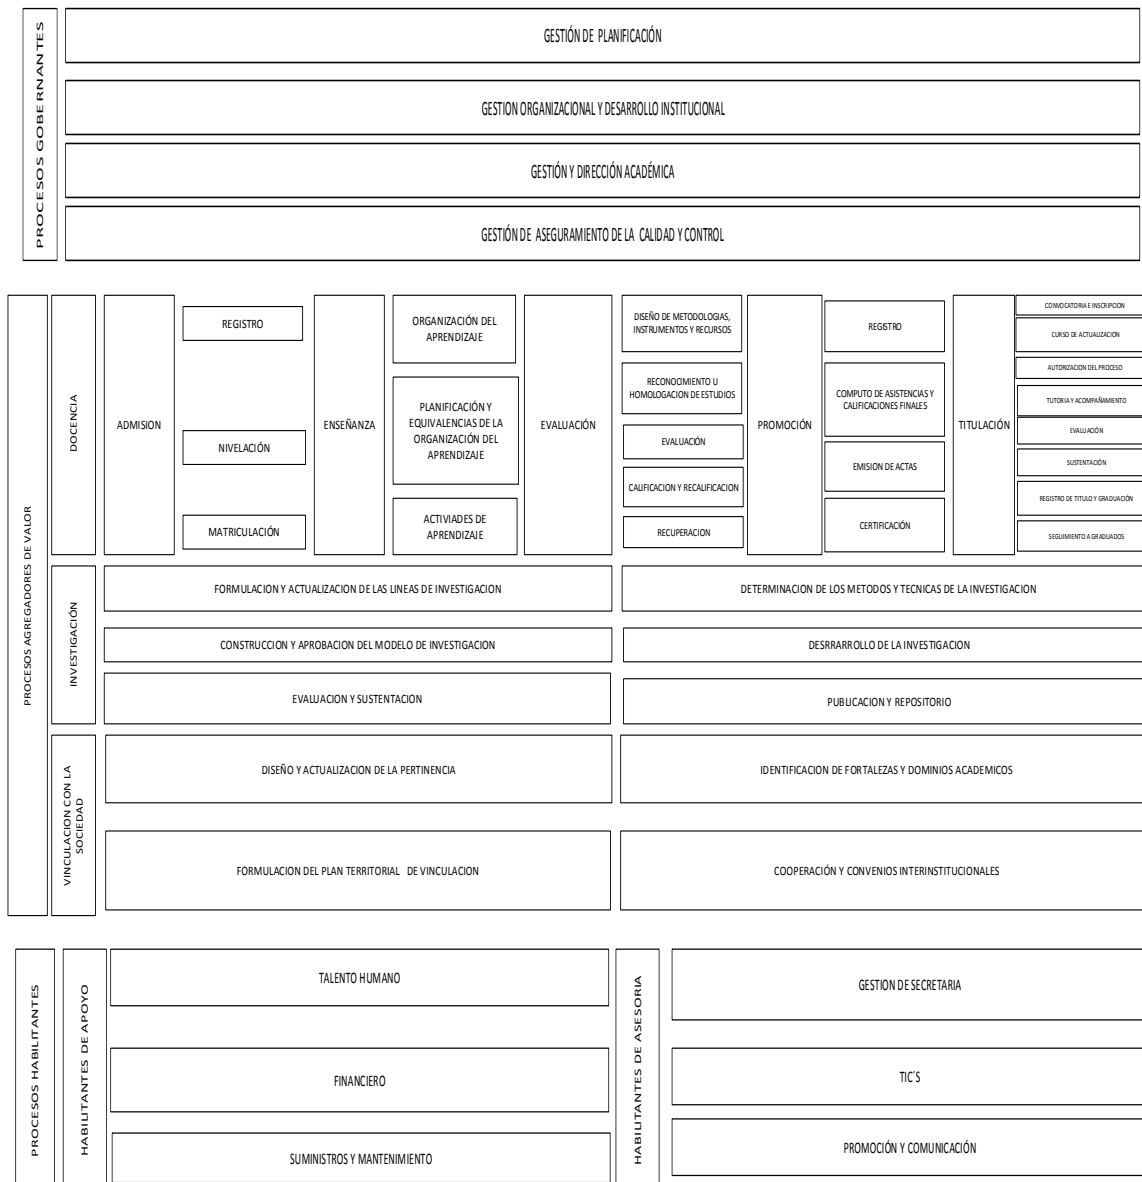 PROCESOS GOBERNANTES
GESTIÓN DE PLANIFICACIÓN
GESTION ORGANIZACIONAL Y DESARROLLO INSTITUCIONAL
GESTIÓN Y DIRECCIÓN ACADÉMICA
GESTIÓN DE ASEGURAMIENTO DE LA CALIDAD Y CONTROL
PROCESOS AGREGADORES DE VALOR
DOCENCIA
ADMISION
REGISTRO
NIVELACIÓN
MATRICULACIÓN
ENSEÑANZA
ORGANIZACIÓN DEL
APRENDIZAJE
PLANIFICACIÓN Y
EQUIVALENCIAS DE LA
ORGANIZACIÓN DEL
APRENDIZAJE
ACTIVIADES DE
APRENDIZAJE
EVALUACIÓN
DISEÑO DE METODOLOGIAS,
INSTRUMENTOS Y RECURSOS
RECONOCIMIENTO U
HOMOLOGACION DE ESTUDIOS
EVALUACIÓN
CALIFICACION Y RECALIFICACION
RECUPERACION
PROMOCIÓN
REGISTRO
COMPUTO DE ASISTENCIAS Y
CALIFICACIONES FINALES
EMISION DE ACTAS
CERTIFICACIÓN
TITULACIÓN
CONVOCATORIA E INSCRIPCION
CURSO DE ACTUALIZACION
AUTORIZACION DEL PROCESO
TUTORIA Y ACOMPAÑAMIENTO
EVALUACIÓN
SUSTENTACIÓN
REGISTRO DE TITULO Y GRADUACIÓN
SEGUIMIENTO A GRADUADOS
INVESTIGACIÓN
FORMULACION Y ACTUALIZACION DE LAS LINEAS DE INVESTIGACION
DETERMINACION DE LOS METODOS Y TECNICAS DE LA INVESTIGACION
CONSTRUCCION Y APROBACION DEL MODELO DE INVESTIGACION
DESRRARROLLO DE LA INVESTIGACION
EVALUACION Y SUSTENTACION
PUBLICACION Y REPOSITORIO
VINCULACION CON LA
SOCIEDAD
DISEÑO Y ACTUALIZACION DE LA PERTINENCIA
IDENTIFICACION DE FORTALEZAS Y DOMINIOS ACADEMICOS
FORMULACION DEL PLAN TERRITORIAL DE VINCULACION
COOPERACIÓN Y CONVENIOS INTERINSTITUCIONALES
PROCESOS HABILITANTES
HABILITANTES DE APOYO
TALENTO HUMANO
FINANCIERO
SUMINISTROS Y MANTENIMIENTO
HABILITANTES DE ASESORIA
GESTION DE SECRETARIA
TIC´S
PROMOCIÓN Y COMUNICACIÓN